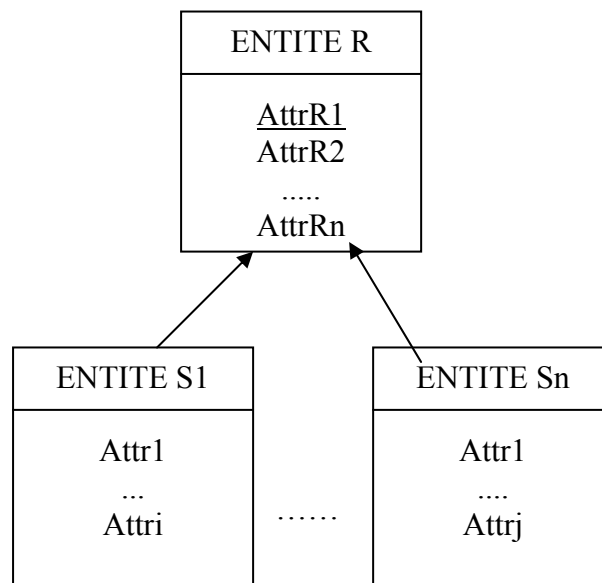 ENTITE R
AttrR1
AttrR2
.....
AttrRn
ENTITE S1
Attr1
...
Attri
......
ENTITE Sn
Attr1
....
Attrj